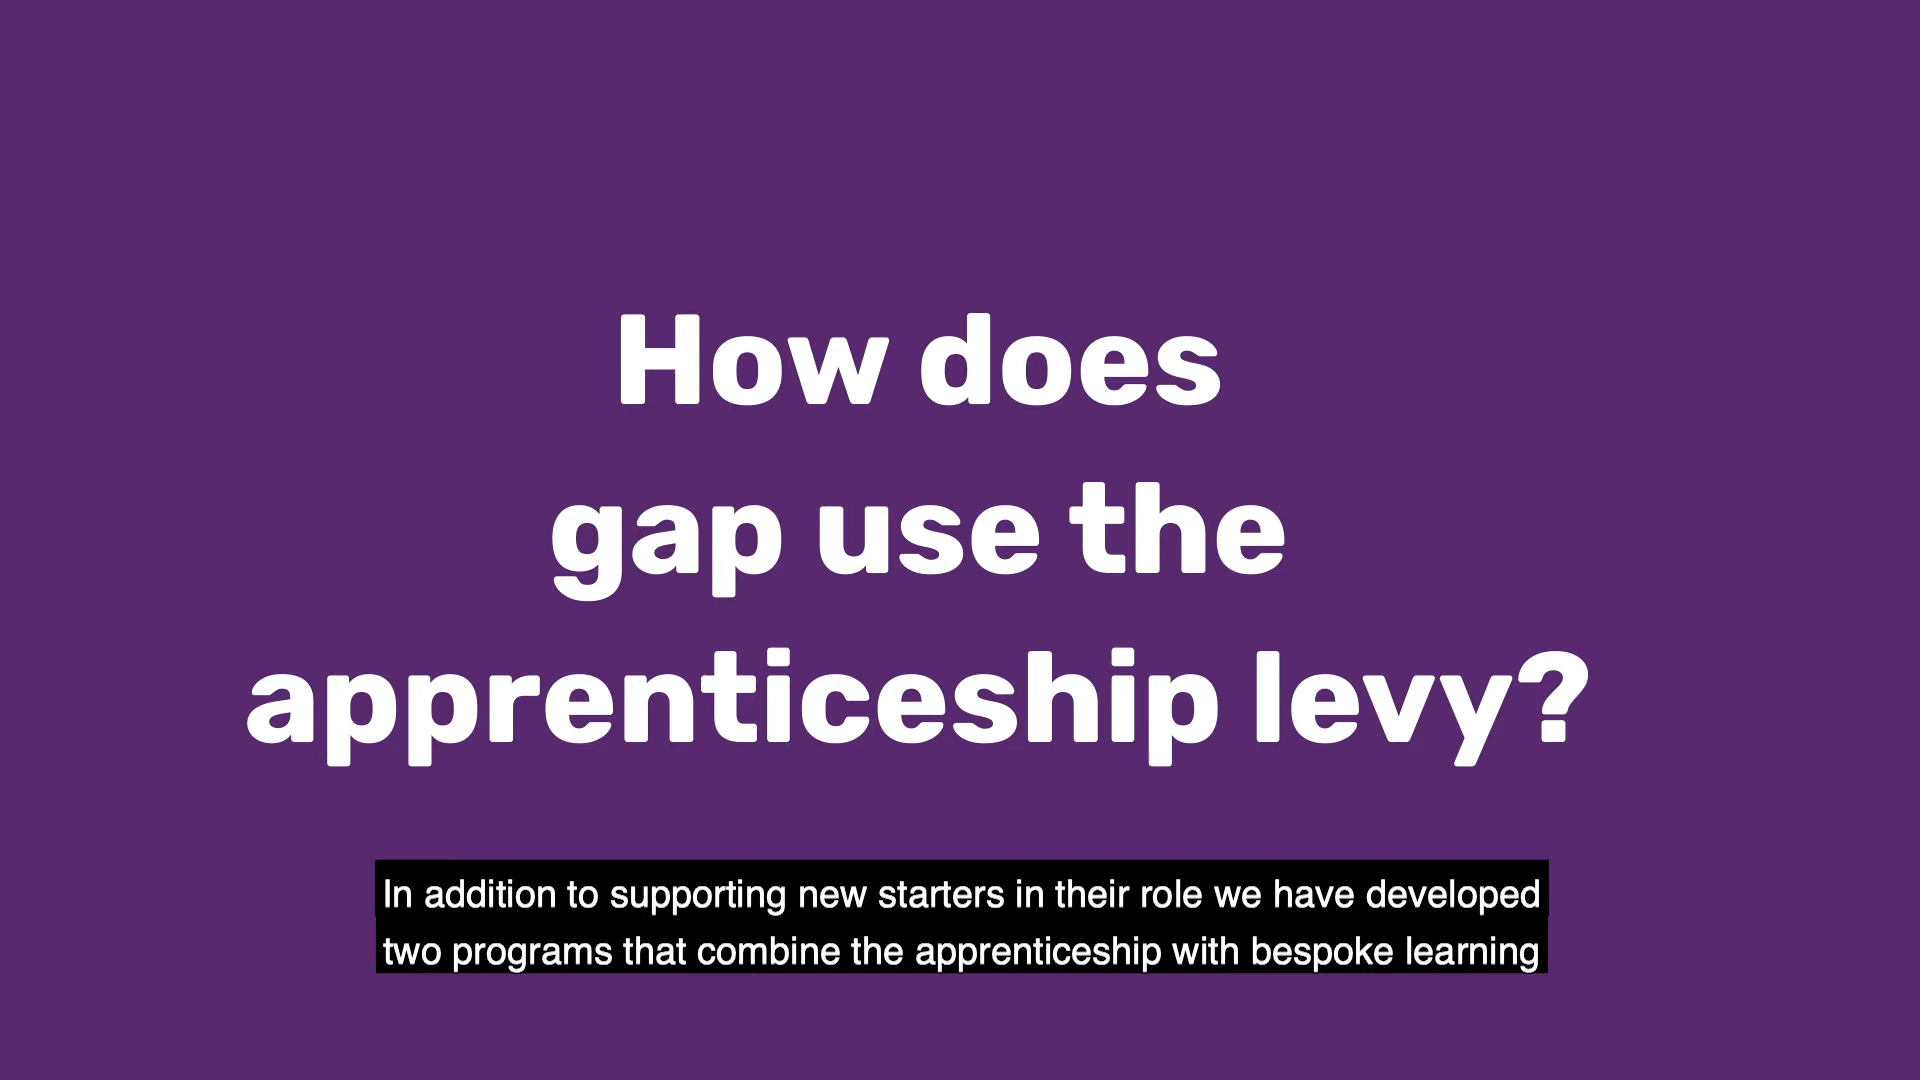 How does
gap use the
apprenticeship levy?
In addition to supporting new starters in their role we have developed
two programs that combine the apprenticeship with bespoke learning